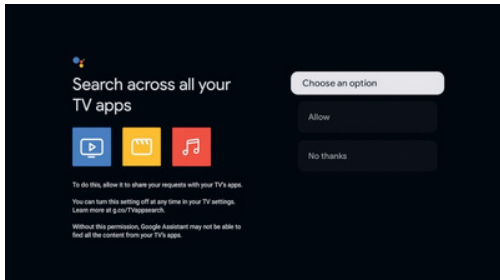 Search across all your
TV apps
To do this, allow it to share your requests with your TV's apps.
You can turn this setting off at any time in your TV settings.
Learn more at g.co/TVappsearch.
Without this permission, Google Assistant may not be able to
find all the content from your TV's apps.
Choose an option
Allow
No thanks